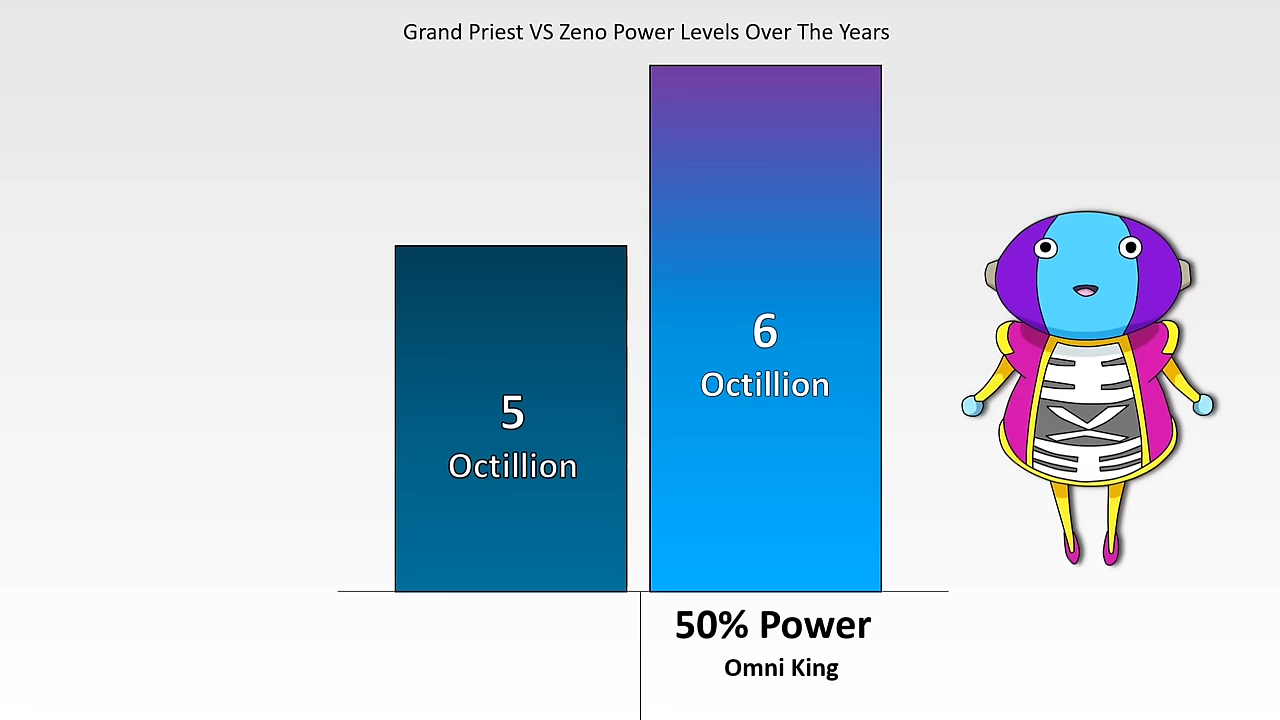 Grand Priest VS Zeno Power Levels Over The Years
5
Octillion
6
Octillion
50% Power
Omni King